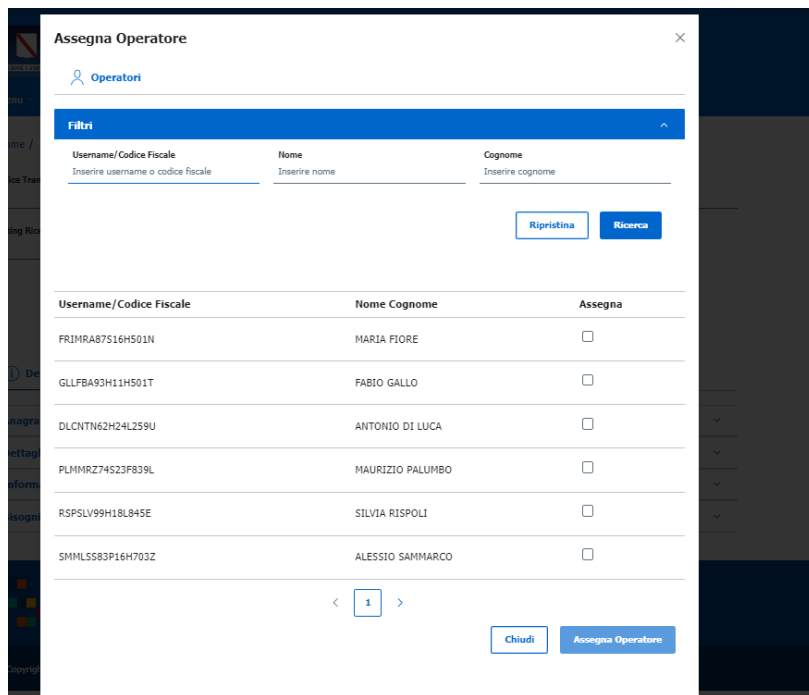 Assegna Operatore
Operatori
Filtri
Username/Codice Fiscale Nome Cognome
Inserire username o codice fiscale Inserire nome Inserire cognome
Ripristina Ricerca
Username/Codice Fiscale Nome Cognome Assegna
FRIMRA87S16H501N MARIA FIORE
GLLFBA93H11H501T FABIO GALLO
DLCNTN62H24L259U ANTONIO DI LUCA
PLMMRZ74S23F839L MAURIZIO PALUMBO
RSPSLV99H18L845E SILVIA RISPOLI
SMMLSS83P16H703Z ALESSIO SAMMARCO
1
Chiudi Assegna Operatore